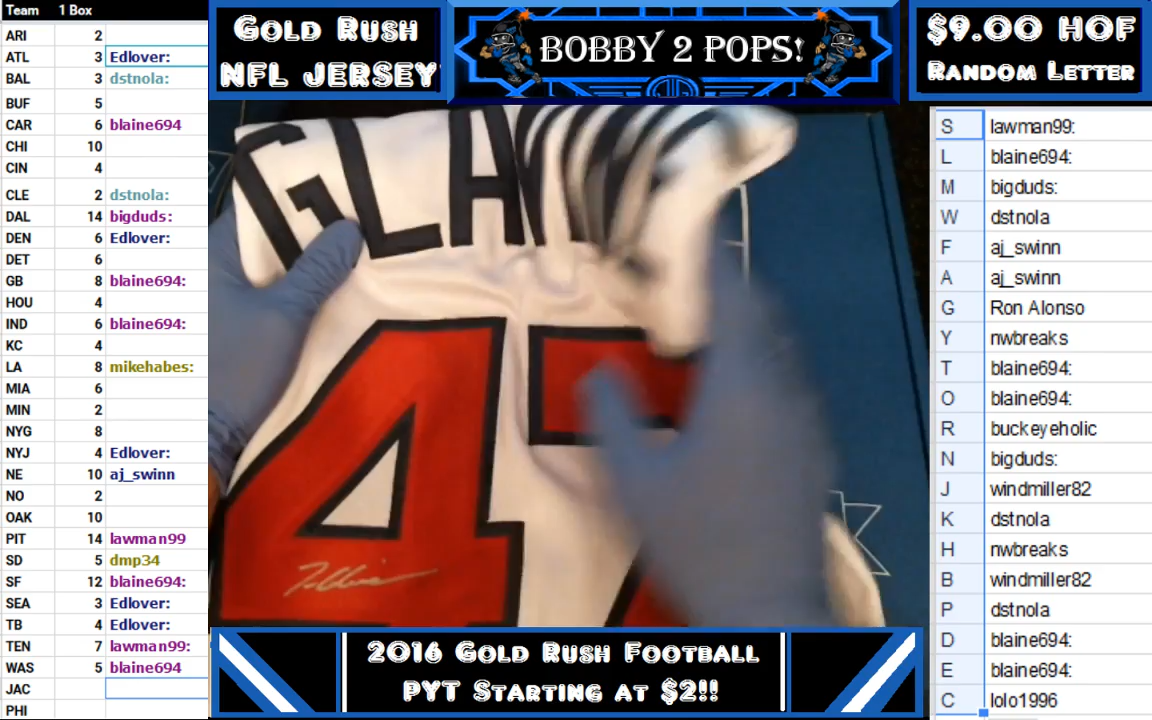 Team 1 Box
ARI 2
ATL 3 Edlover:
BAL 3 dstnola:
BUF 5
CAR 6 blaine694
CHI 10
CIN 4
CLE 2 dstnola:
DAL 14 bigduds:
DEN 6 Edlover:
DET 6
GB 8 blaine694:
HOU 4
IND 6 blaine694:
KC 4
LA 8 mikehabes:
MIA 6
MIN 2
NYG 8
NYJ 4 Edlover:
NE 10 aj_swinn
NO 2
OAK 10
PIT 14 lawman99
SD 5 dmp34
SF 12 blaine694:
SEA 3 Edlover:
TB 4 Edlover:
TEN 7 lawman99:
WAS 5 blaine694
JAC
PHI
Gold Rush
NFL Jersey
Bobby 2 Pops!
$9.00 HOF
Random Letter
GLA
4
2016 Gold Rush Football
PYT Starting at $2!!
S lawman99:
L blaine694:
M bigduds:
W dstnola
F aj_swinn
A aj_swinn
G Ron Alonso
Y nwbreaks
T blaine694:
O blaine694:
R buckeyeholic
N bigduds:
J windmiller82
K dstnola
H nwbreaks
B windmiller82
P dstnola
D blaine694:
E blaine694:
C lolo1996